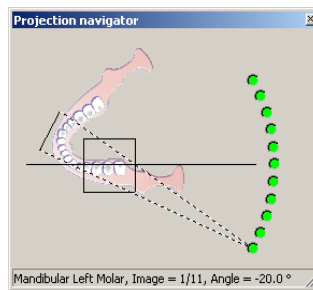 Projection navigator
Mandibular Left Molar, Image = 1/11, Angle = -20.0 °